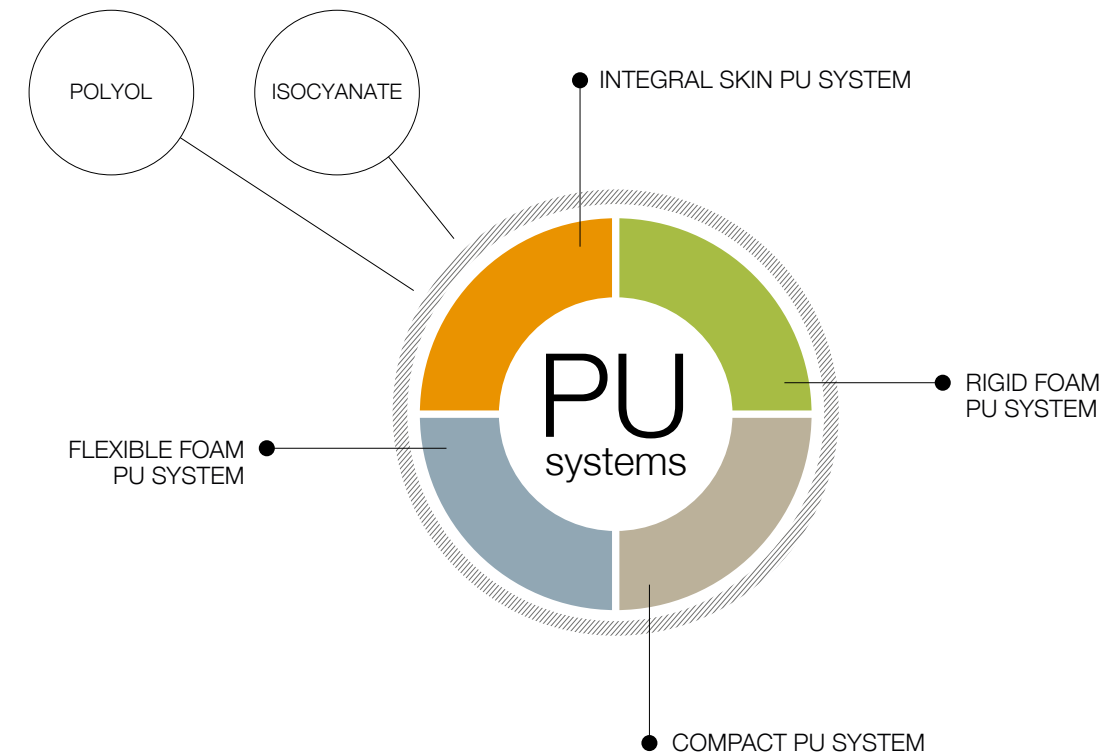 POLYOL
ISOCYANATE
INTEGRAL SKIN PU SYSTEM
PU
systems
RIGID FOAM
PU SYSTEM
FLEXIBLE FOAM
PU SYSTEM
COMPACT PU SYSTEM